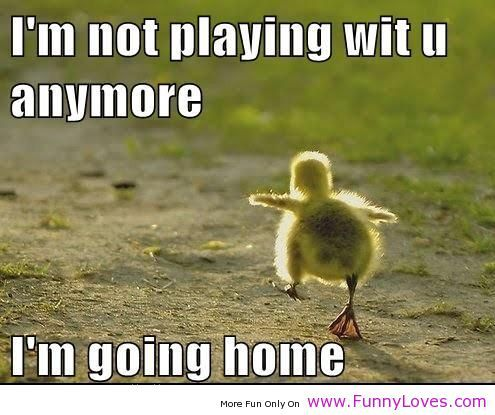 I'm not playing wit u
anymore
I'm going home
More Fun Only On www.FunnyLoves.com